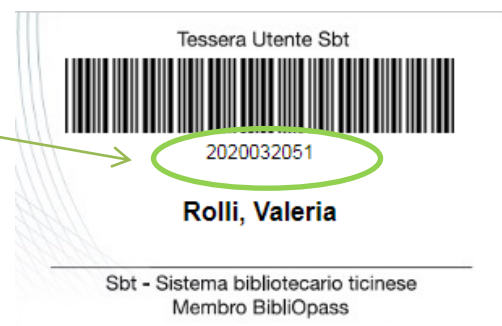 Tessera Utente Sbt
2020032051
Rolli, Valeria
Sbt - Sistema bibliotecario ticinese
Membro BibliOpass